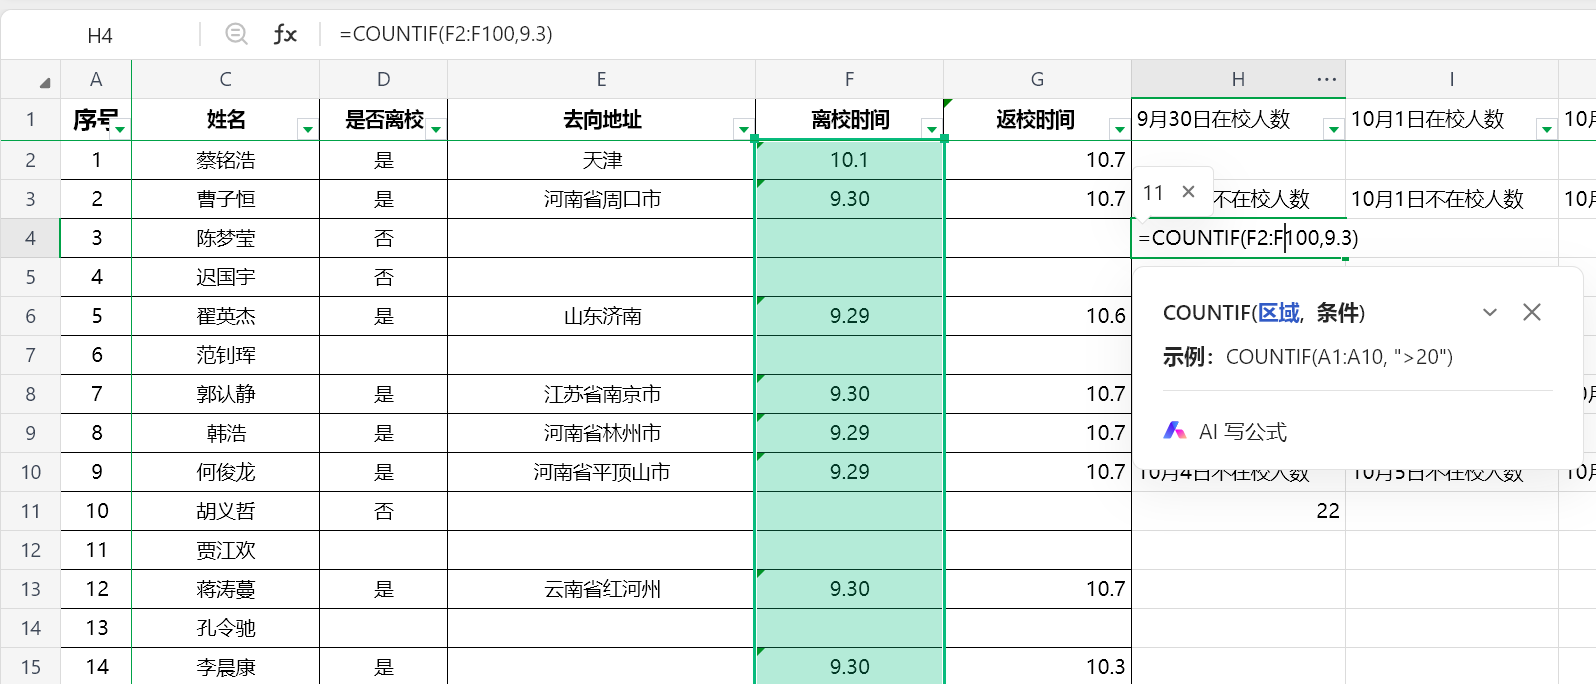 H4 fx =COUNTIF(F2:F100,9.3)
A C D E F G H ··· I
1 序号 姓名 是否离校 去向地址 离校时间 返校时间 9月30日在校人数 10月1日在校人数
2 1 蔡铭浩 是 天津 10.1 10.7
3 2 曹子恒 是 河南省周口市 9.30 10.7 11 不在校人数 10月1日不在校人数
4 3 陈梦莹 否 =COUNTIF(F2:F100,9.3)
5 4 迟国宇 否
6 5 翟英杰 是 山东济南 9.29 10.6
COUNTIF(区域, 条件)
7 6 范钊珲
示例：COUNTIF(A1:A10, ">20")
8 7 郭认静 是 江苏省南京市 9.30 10.7
9 8 韩浩 是 河南省林州市 9.29 10.7
AI 写公式
10 9 何俊龙 是 河南省平顶山市 9.29 10.7 10月4日不在校人数 10月5日不在校人数
11 10 胡义哲 否 22
12 11 贾江欢
13 12 蒋涛蔓 是 云南省红河州 9.30 10.7
14 13 孔令驰
15 14 李晨康 是 9.30 10.3